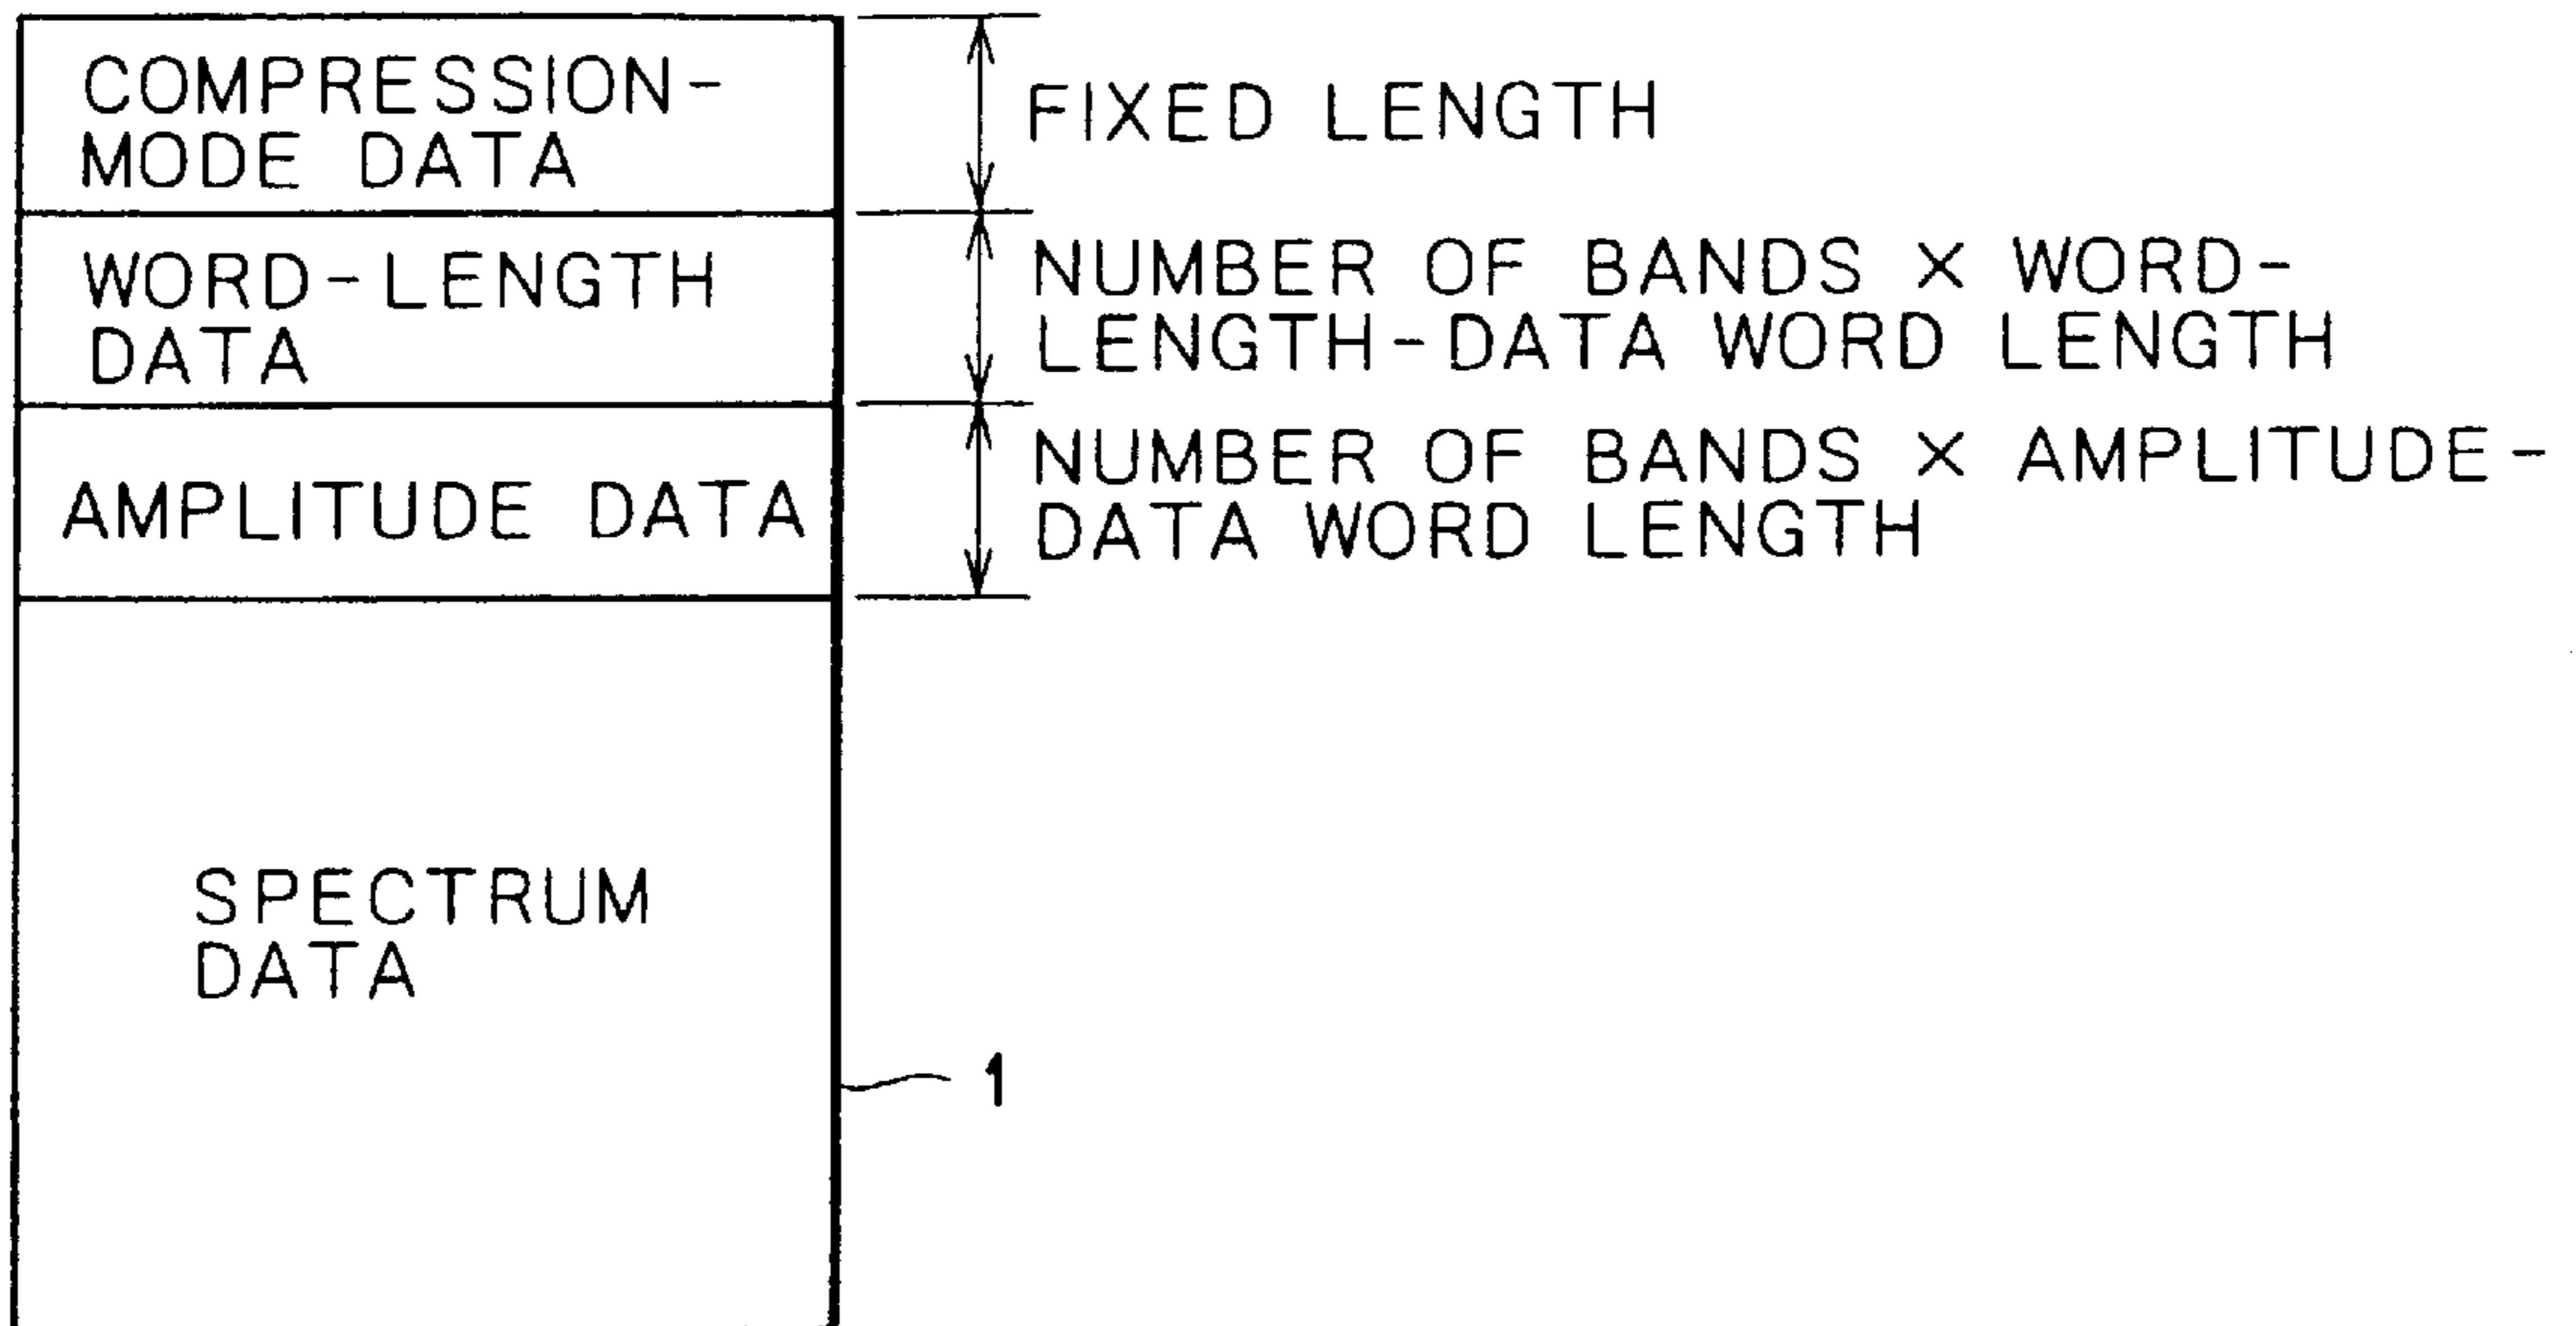 COMPRESSION-
MODE DATA
FIXED LENGTH
WORD-LENGTH
DATA
NUMBER OF BANDS × WORD-
LENGTH-DATA WORD LENGTH
AMPLITUDE DATA
NUMBER OF BANDS × AMPLITUDE-
DATA WORD LENGTH
SPECTRUM
DATA
1